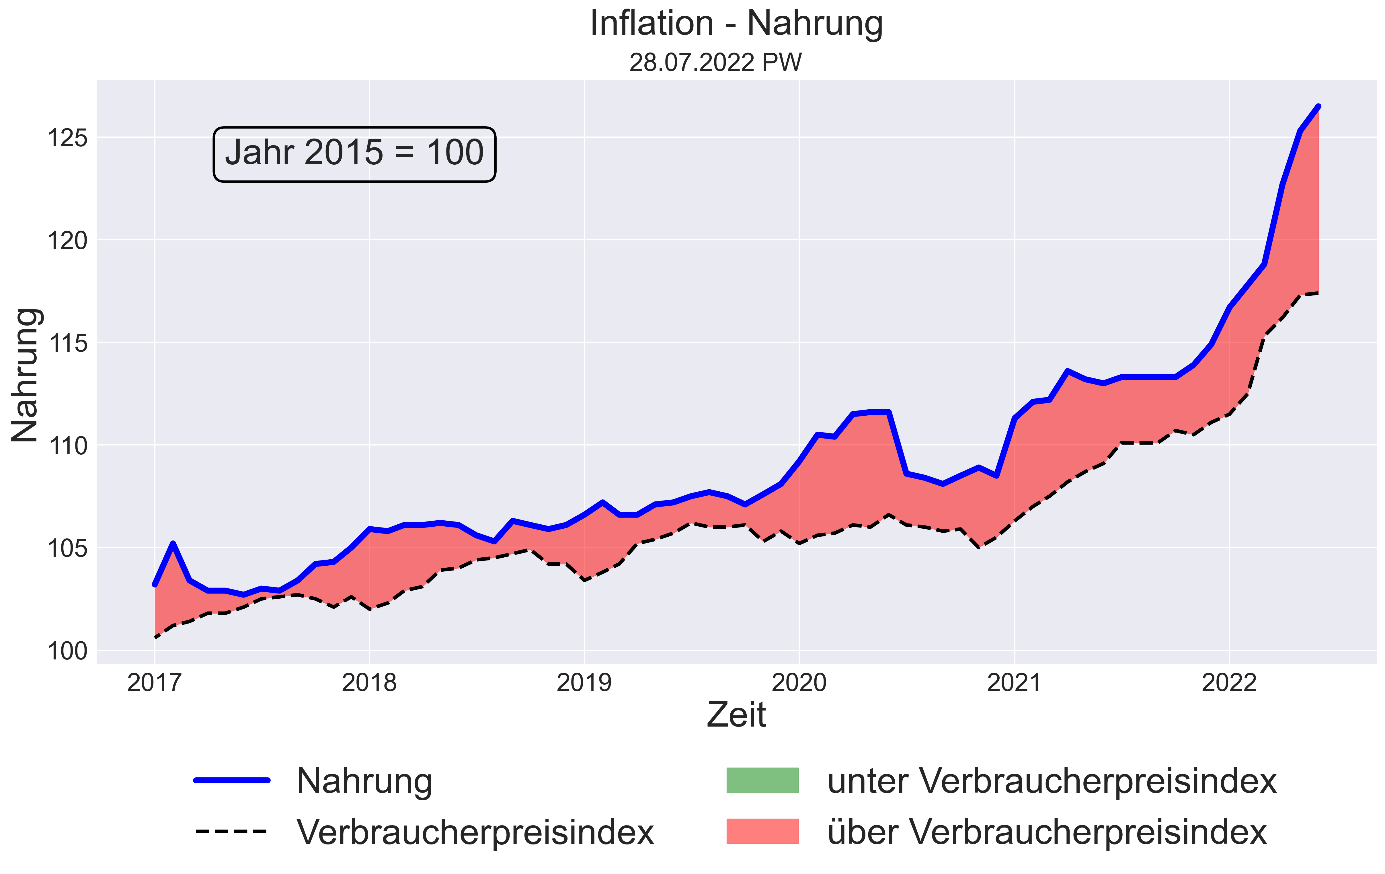 Inflation - Nahrung
28.07.2022 PW
Jahr 2015 = 100
Nahrung
125
120
115
110
105
100
2017 2018 2019 2020 2021 2022
Zeit
Nahrung
Verbraucherpreisindex
unter Verbraucherpreisindex
über Verbraucherpreisindex